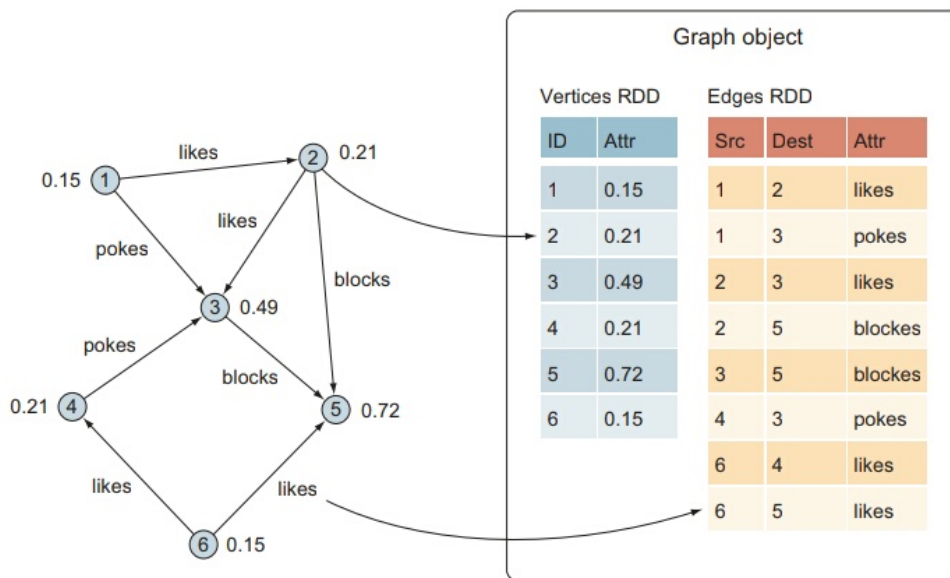 likes
0.15 1
2 0.21
pokes
likes
blocks
3 0.49
pokes
blocks
0.21 4
5 0.72
likes
likes
6 0.15
Graph object
Vertices RDD
ID Attr
1 0.15
2 0.21
3 0.49
4 0.21
5 0.72
6 0.15
Edges RDD
Src Dest Attr
1 2 likes
1 3 pokes
2 3 likes
2 5 blockes
3 5 blockes
4 3 pokes
6 4 likes
6 5 likes